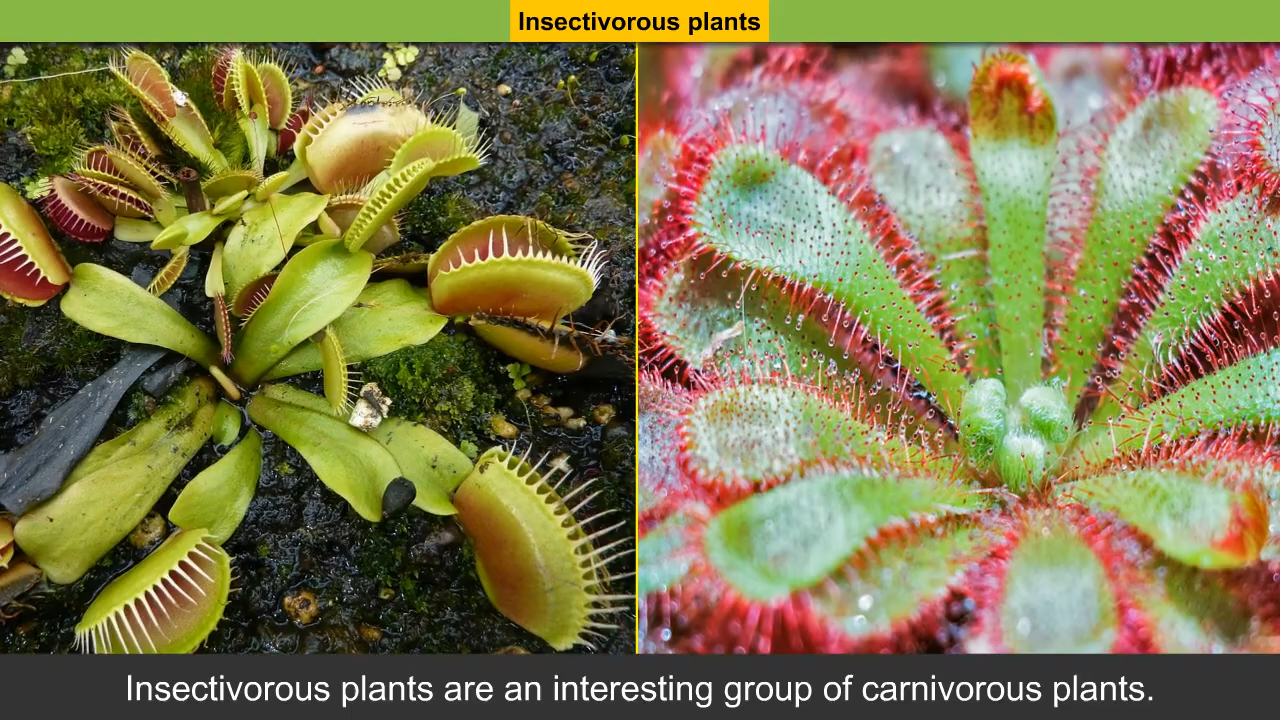 Insectivorous plants
Insectivorous plants are an interesting group of carnivorous plants.